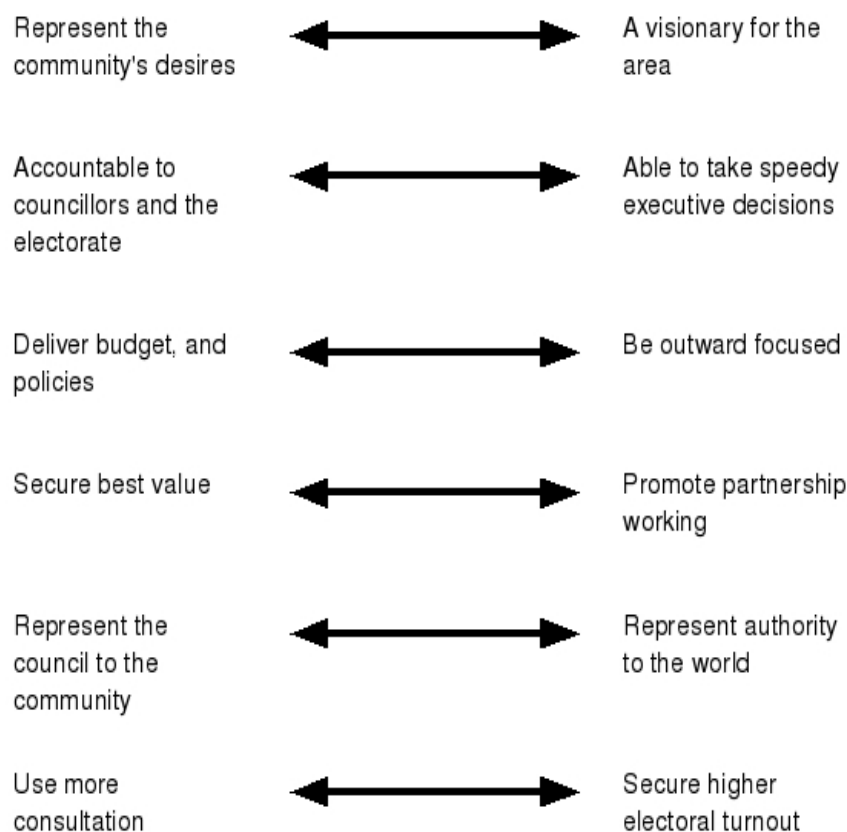 Represent the
community's desires
A visionary for the
area
Accountable to
councillors and the
electorate
Able to take speedy
executive decisions
Deliver budget, and
policies
Be outward focused
Secure best value
Promote partnership
working
Represent the
council to the
community
Represent authority
to the world
Use more
consultation
Secure higher
electoral turnout